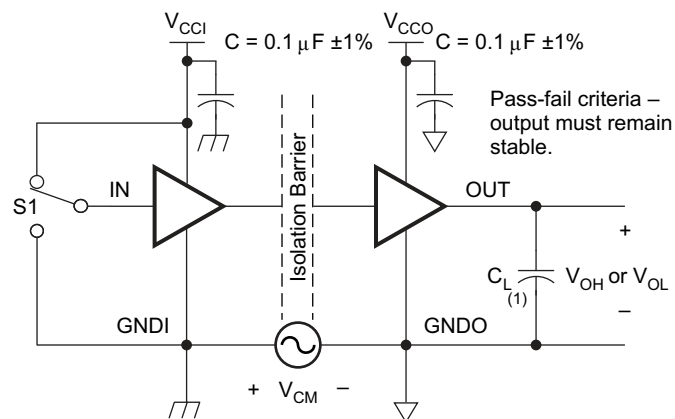 V_CCI
C = 0.1 μF ±1%
V_CCO
C = 0.1 μF ±1%
Pass-fail criteria –
output must remain
stable.
Isolation Barrier
IN
OUT
S1
+
C_L
(1)
V_OH or V_OL
–
GNDI
GNDO
+ V_CM –